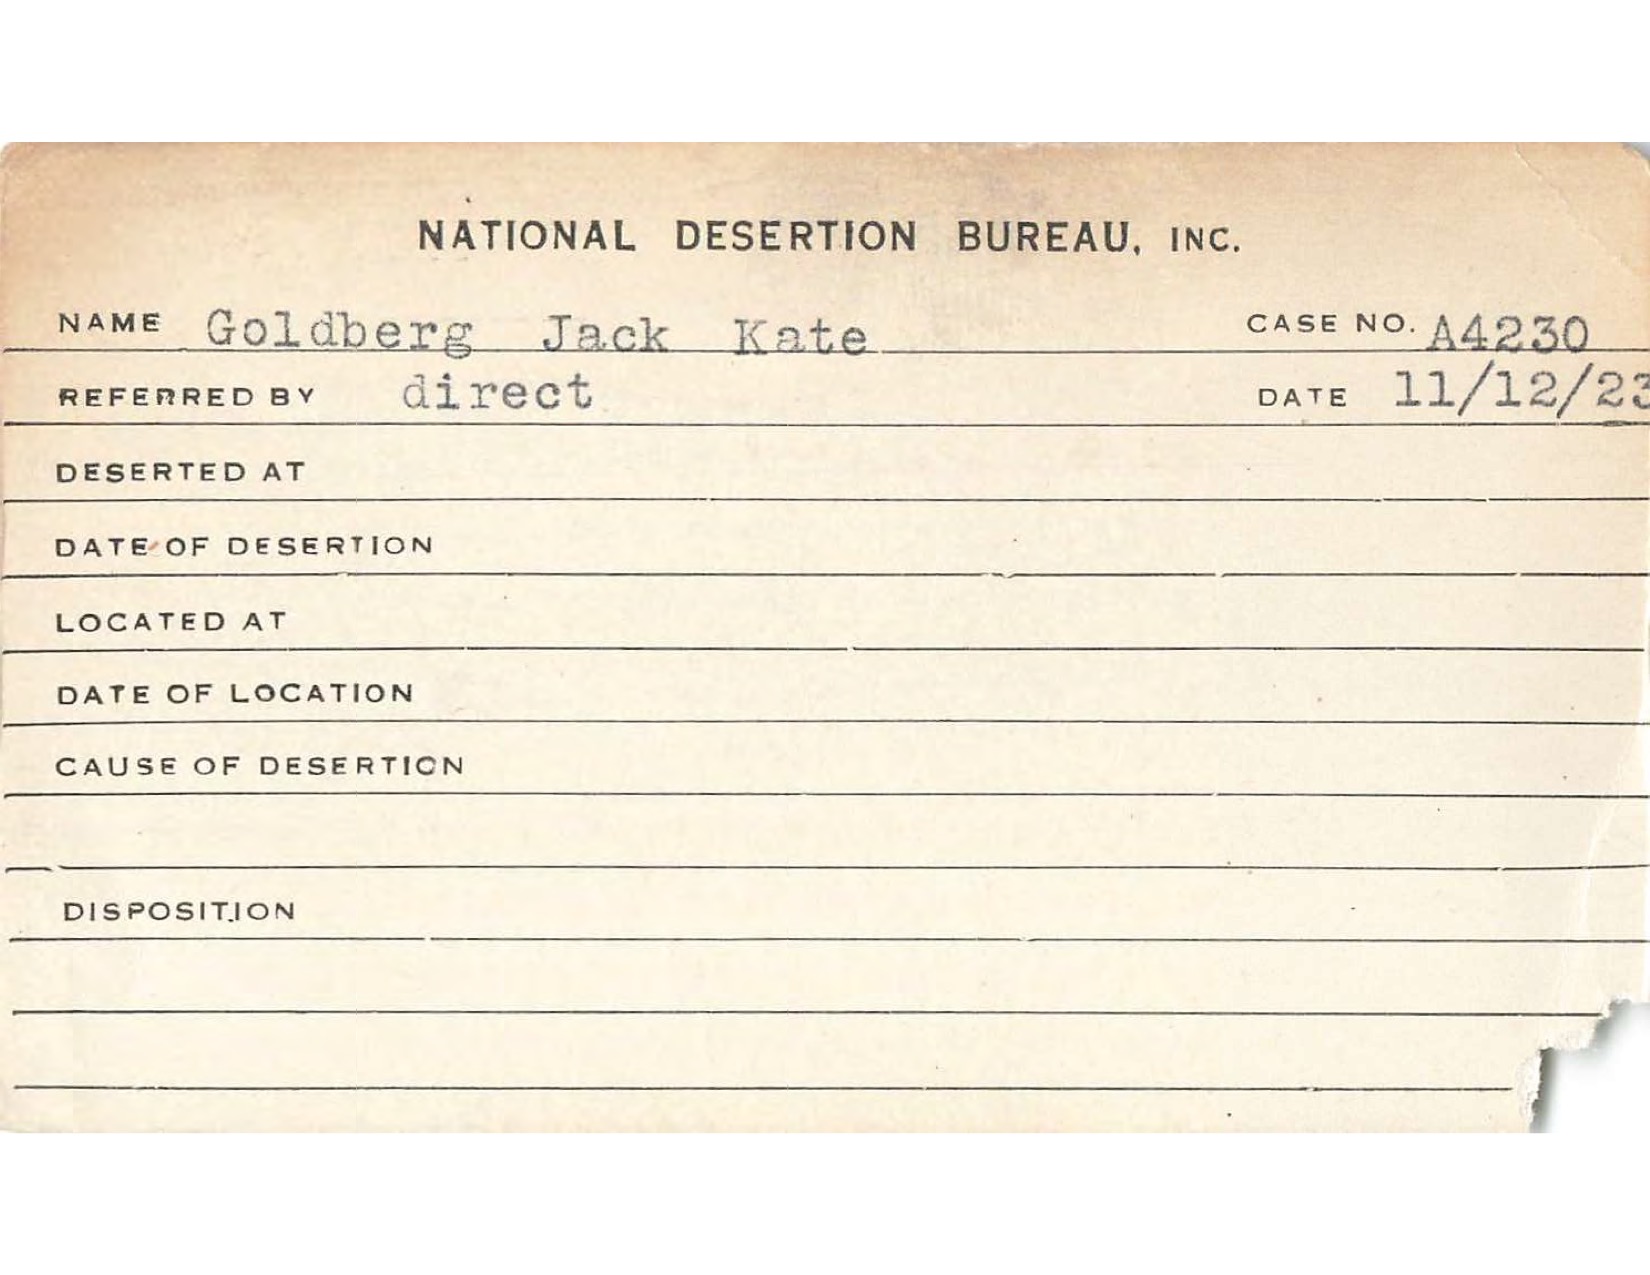 NATIONAL DESERTION BUREAU, INC.
NAME Goldberg Jack Kate CASE NO. A4230
REFERRED BY direct DATE 11/12/23
DESERTED AT
DATE OF DESERTION
LOCATED AT
DATE OF LOCATION
CAUSE OF DESERTION
DISPOSITION